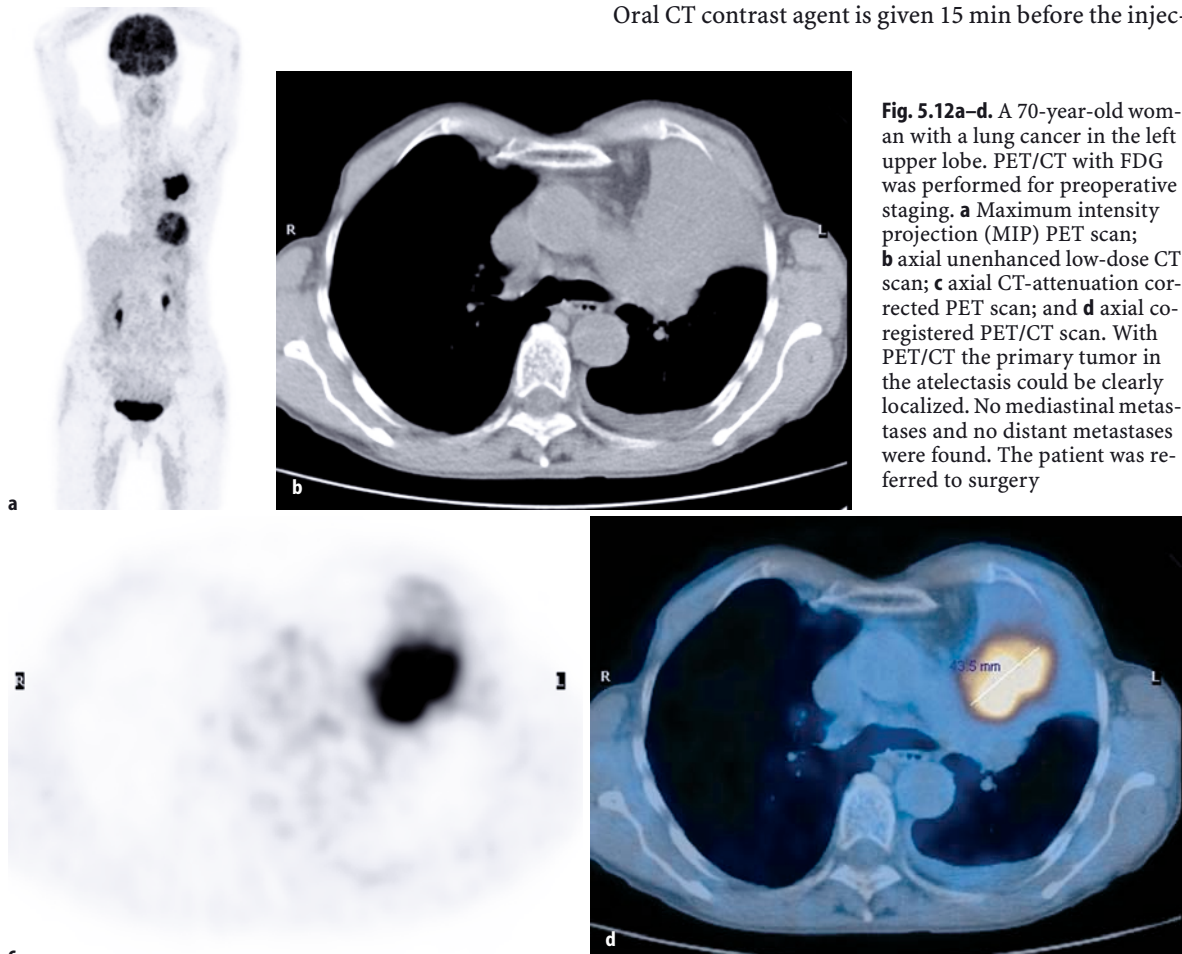 Oral CT contrast agent is given 15 min before the injec-
Fig. 5.12a–d. A 70-year-old wom-
an with a lung cancer in the left
upper lobe. PET/CT with FDG
was performed for preoperative
staging. a Maximum intensity
projection (MIP) PET scan;
b axial unenhanced low-dose CT
scan; c axial CT-attenuation cor-
rected PET scan; and d axial co-
registered PET/CT scan. With
PET/CT the primary tumor in
the atelectasis could be clearly
localized. No mediastinal metas-
tases and no distant metastases
were found. The patient was re-
ferred to surgery
a
R
L
b
R
L
R
L
43.5 mm
d